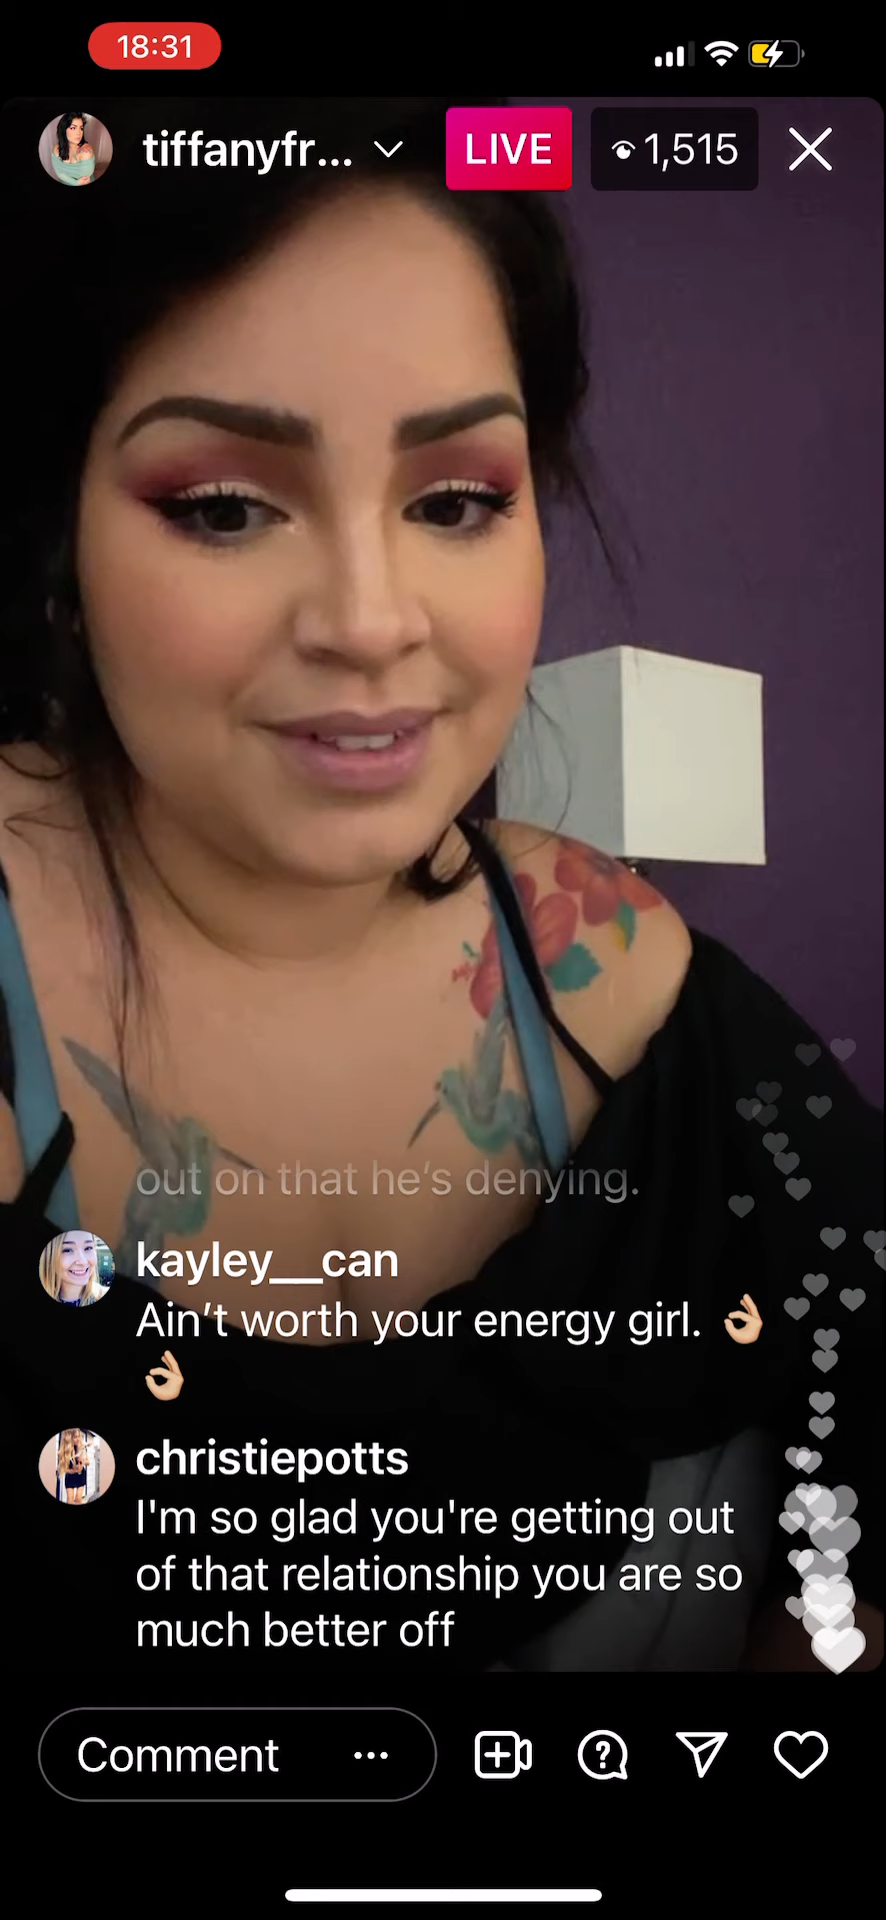 18:31
tiffanyfr...
LIVE
1,515
out on that he's denying.
kayley__can
Ain’t worth your energy girl. 👌🏼
👌🏼
christiepotts
I'm so glad you're getting out
of that relationship you are so
much better off
Comment